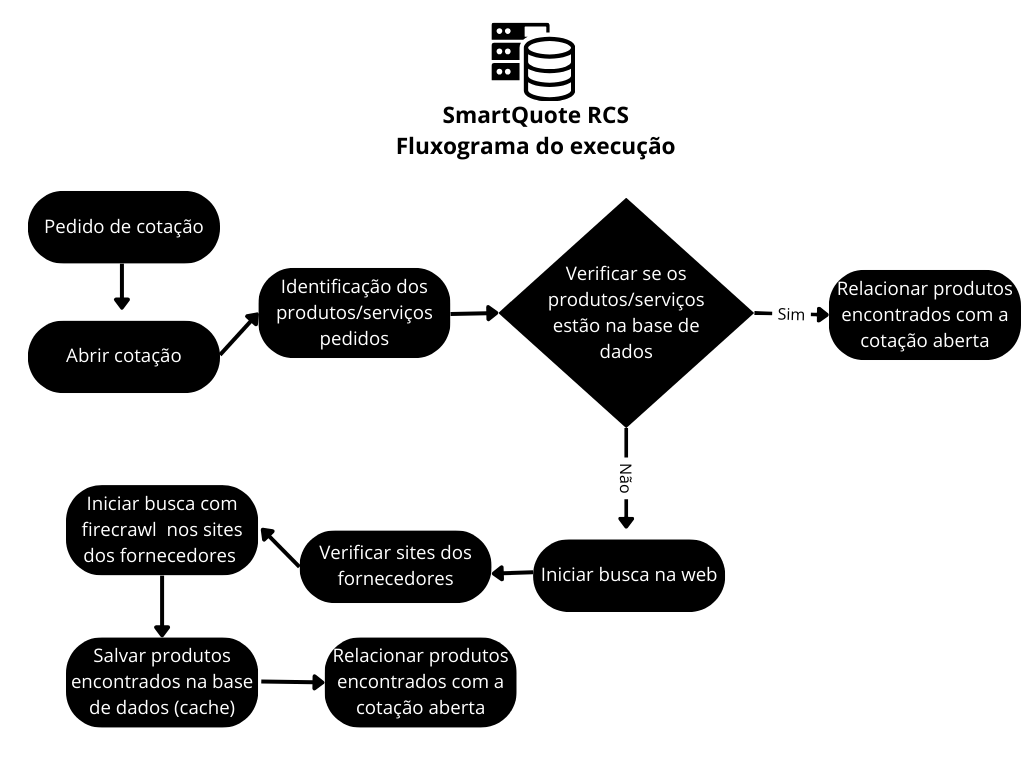 SmartQuote RCS
Fluxograma do execução
Pedido de cotação
Abrir cotação
Identificação dos
produtos/serviços
pedidos
Verificar se os
produtos/serviços
estão na base de
dados
Sim
Relacionar produtos
encontrados com a
cotação aberta
Não
Iniciar busca na web
Verificar sites dos
fornecedores
Iniciar busca com
firecrawl  nos sites
dos fornecedores
Salvar produtos
encontrados na base
de dados (cache)
Relacionar produtos
encontrados com a
cotação aberta